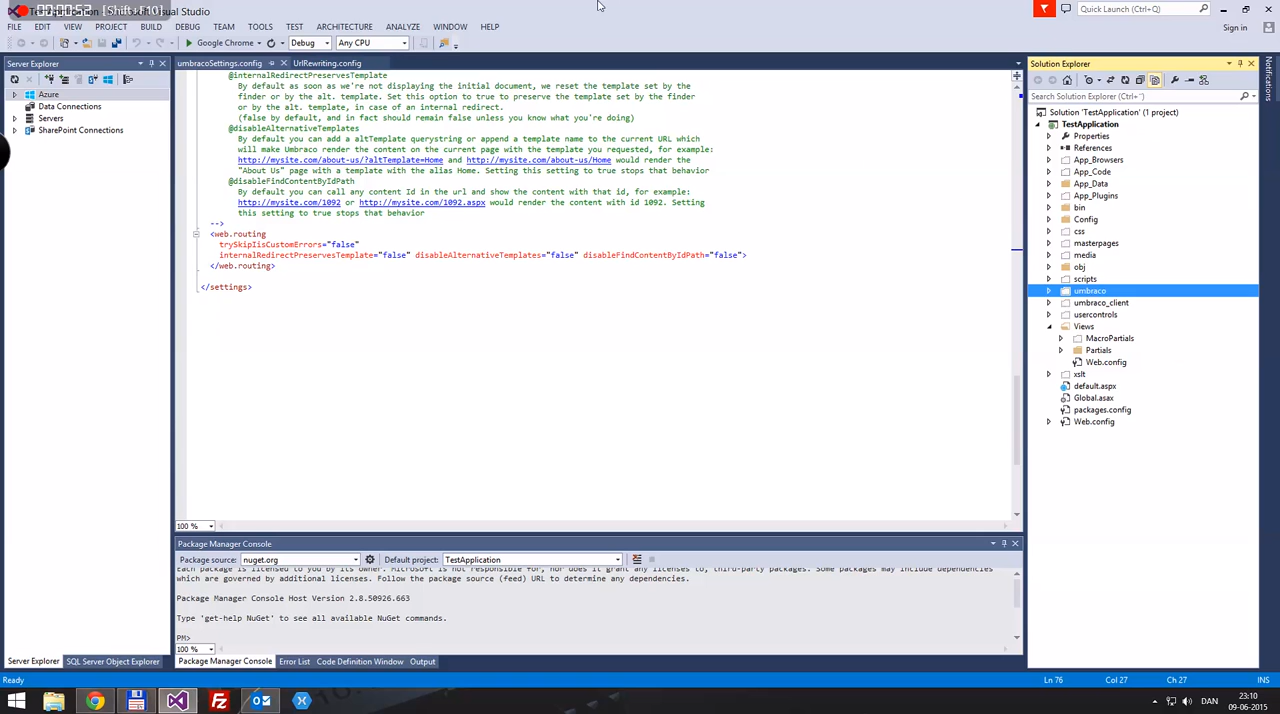 00:00:52 [Shift+F10] Visual Studio
Quick Launch (Ctrl+Q)
FILE EDIT VIEW PROJECT BUILD DEBUG TEAM TOOLS TEST ARCHITECTURE ANALYZE WINDOW HELP
Sign in
Google Chrome Debug Any CPU
Server Explorer
Azure
Data Connections
Servers
SharePoint Connections
umbracoSettings.config UrlRewriting.config
@internalRedirectPreservesTemplate
By default as soon as we're not displaying the initial document, we reset the template set by the
finder or by the alt. template. Set this option to true to preserve the template set by the finder
or by the alt. template, in case of an internal redirect.
(false by default, and in fact should remain false unless you know what you're doing)
@disableAlternativeTemplates
By default you can add a altTemplate querystring or append a template name to the current URL which
will make Umbraco render the content on the current page with the template you requested, for example:
http://mysite.com/about-us/?altTemplate=Home and http://mysite.com/about-us/Home would render the
"About Us" page with a template with the alias Home. Setting this setting to true stops that behavior
@disableFindContentByIdPath
By default you can call any content Id in the url and show the content with that id, for example:
http://mysite.com/1092 or http://mysite.com/1092.aspx would render the content with id 1092. Setting
this setting to true stops that behavior
-->
<web.routing
trySkipIisCustomErrors="false"
internalRedirectPreservesTemplate="false" disableAlternativeTemplates="false" disableFindContentByIdPath="false">
</web.routing>
</settings>
100 %
Package Manager Console
Package source: nuget.org Default project: TestApplication
Each package is licensed to you by its owner. Microsoft is not responsible for, nor does it grant any licenses to, third-party packages. Some packages may include dependencies
which are governed by additional licenses. Follow the package source (feed) URL to determine any dependencies.
Package Manager Console Host Version 2.8.50926.663
Type 'get-help NuGet' to see all available NuGet commands.
PM>
100 %
Server Explorer SQL Server Object Explorer Package Manager Console Error List Code Definition Window Output
Solution Explorer
Search Solution Explorer (Ctrl+¨)
Solution 'TestApplication' (1 project)
TestApplication
Properties
References
App_Browsers
App_Code
App_Data
App_Plugins
bin
Config
css
masterpages
media
obj
scripts
umbraco
umbraco_client
usercontrols
Views
MacroPartials
Partials
Web.config
xslt
default.aspx
Global.asax
packages.config
Web.config
Notifications
Ready Ln 76 Col 27 Ch 27 INS
DAN 23:10
09-06-2015